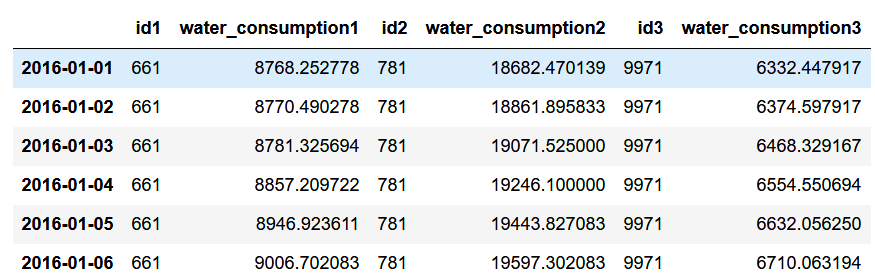 id1 water_consumption1 id2 water_consumption2 id3 water_consumption3
2016-01-01 661 8768.252778 781 18682.470139 9971 6332.447917
2016-01-02 661 8770.490278 781 18861.895833 9971 6374.597917
2016-01-03 661 8781.325694 781 19071.525000 9971 6468.329167
2016-01-04 661 8857.209722 781 19246.100000 9971 6554.550694
2016-01-05 661 8946.923611 781 19443.827083 9971 6632.056250
2016-01-06 661 9006.702083 781 19597.302083 9971 6710.063194